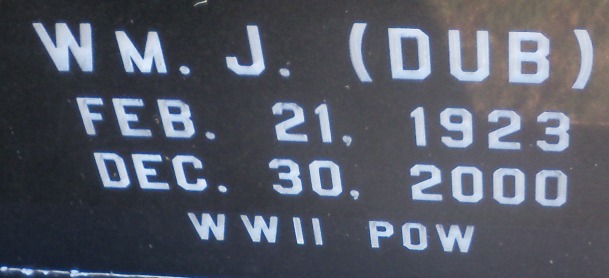 WM. J. (DUB)
FEB. 21, 1923
DEC. 30, 2000
WWII POW